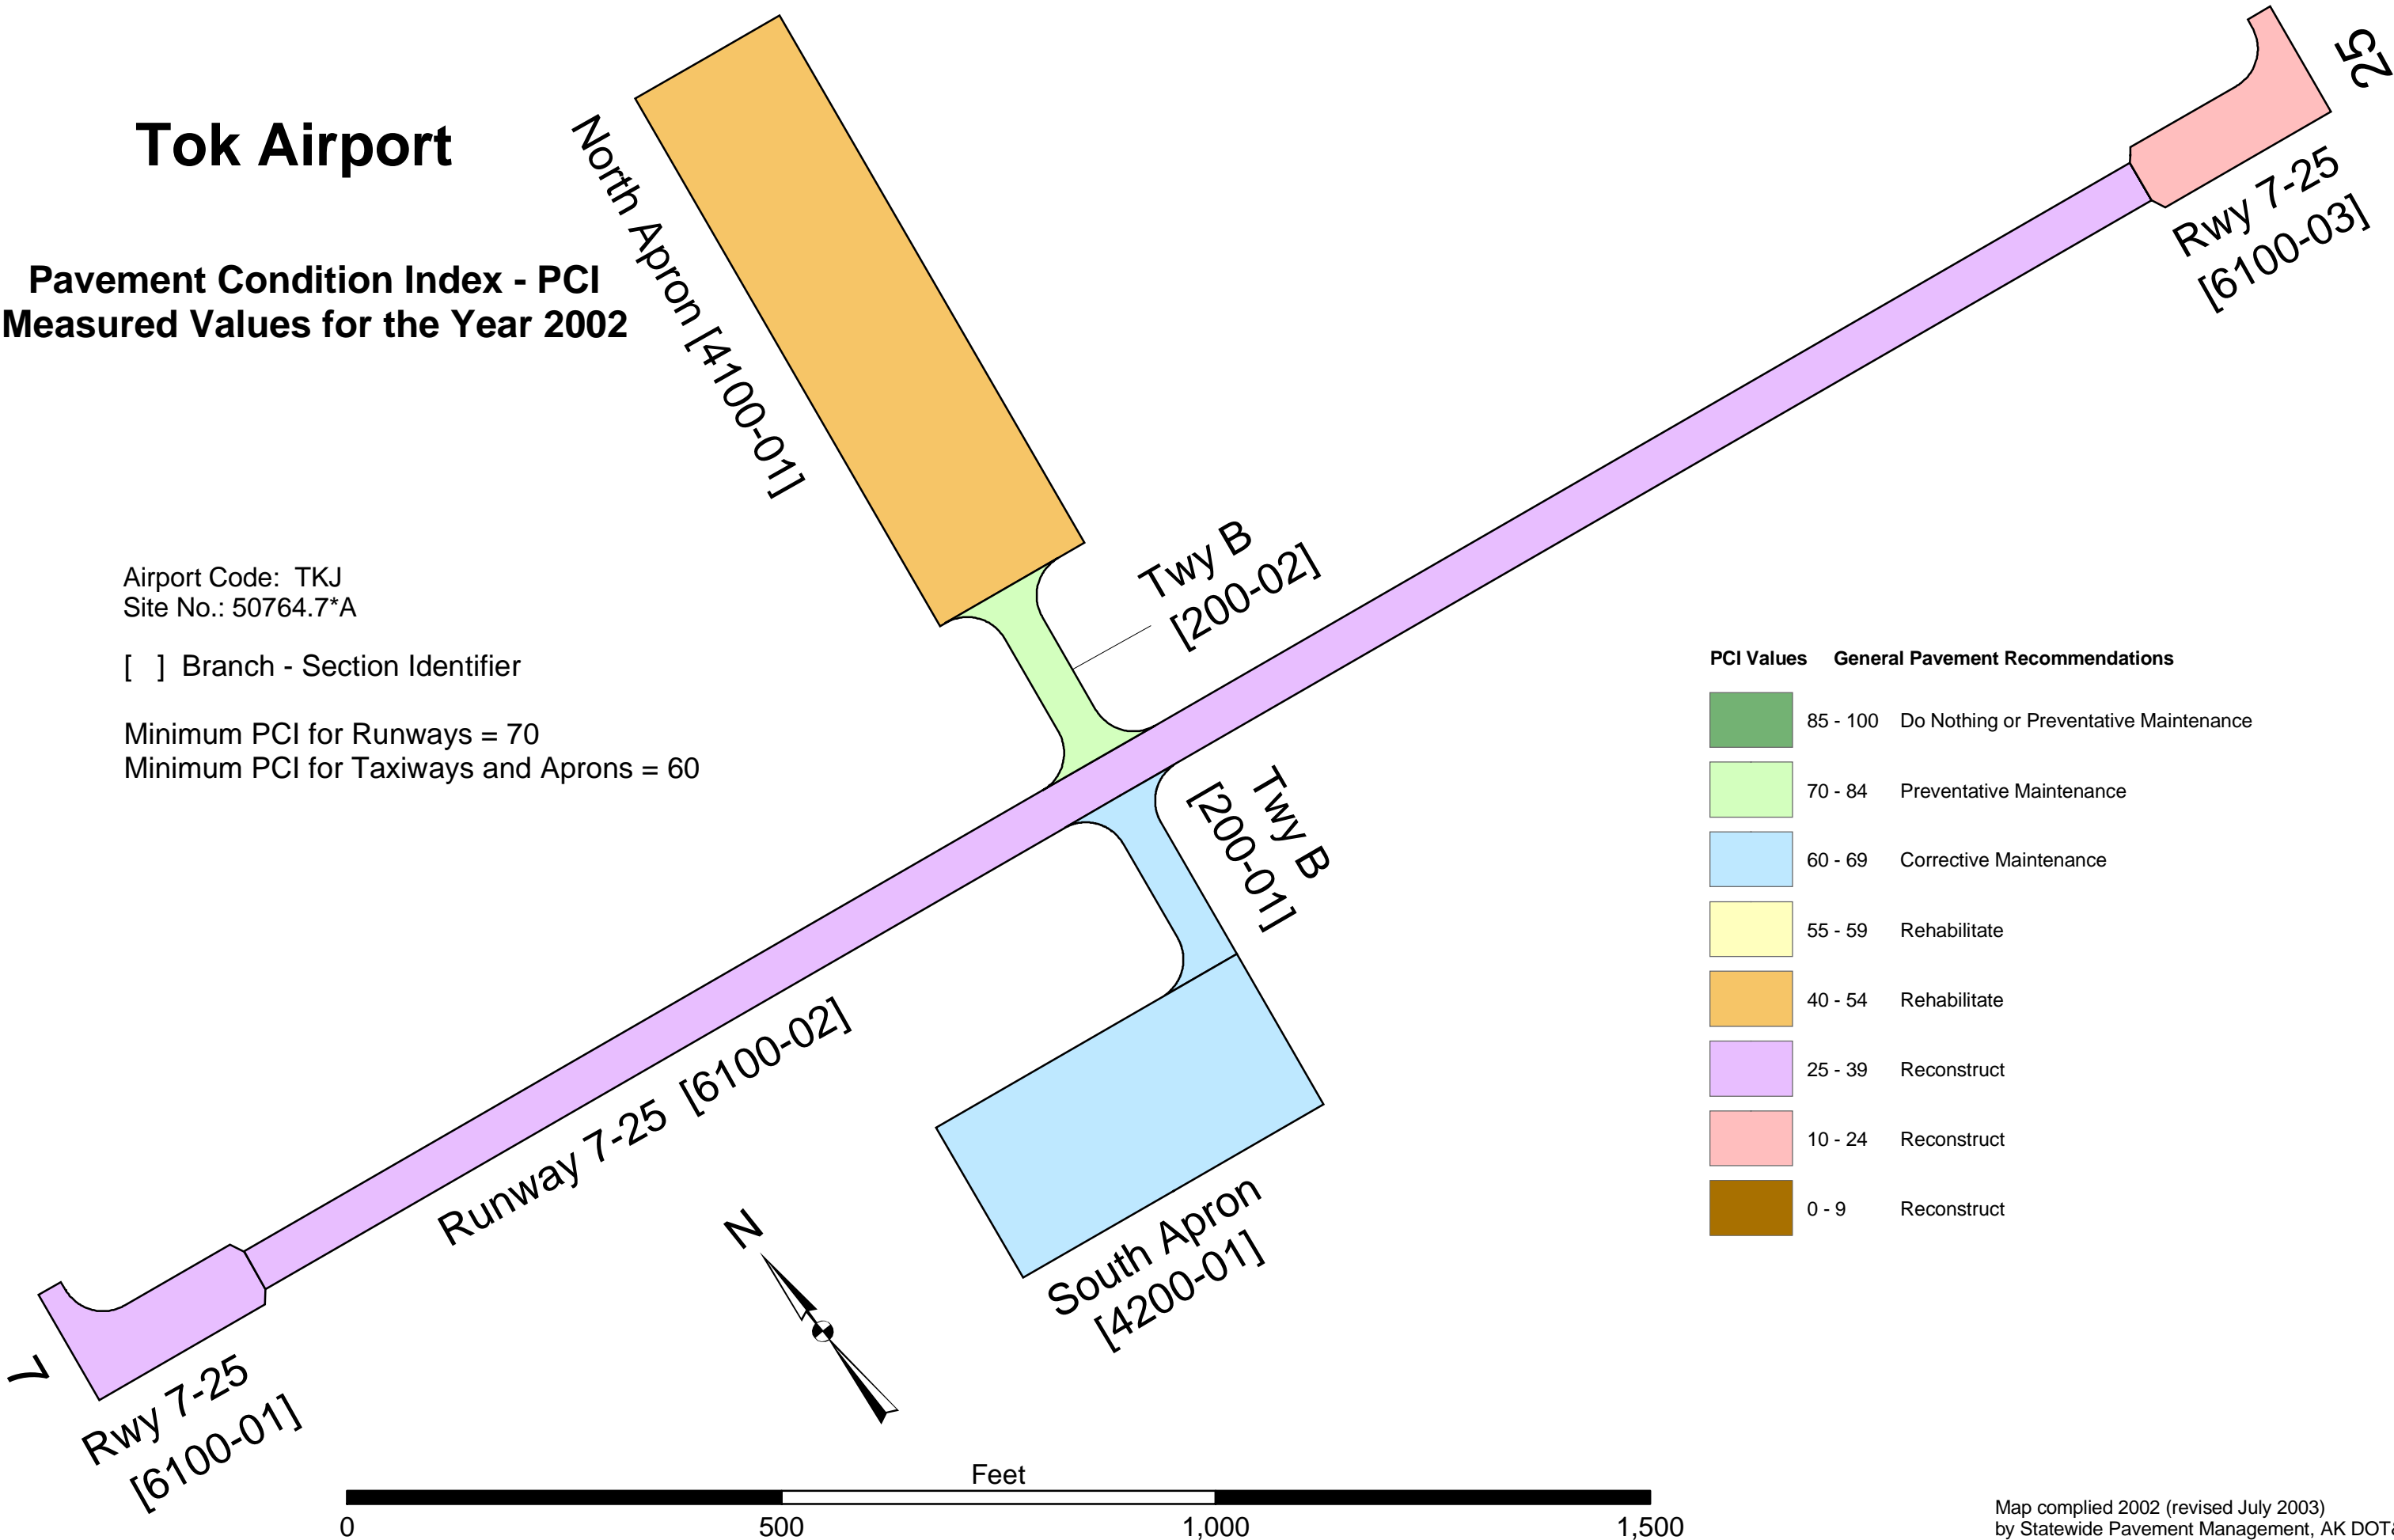 Tok Airport
Pavement Condition Index - PCI
Measured Values for the Year 2002
Airport Code: TKJ
Site No.: 50764.7*A
[ ] Branch - Section Identifier
Minimum PCI for Runways = 70
Minimum PCI for Taxiways and Aprons = 60
North Apron [4100-01]
Twy B
[200-02]
25
Rwy 7-25
[6100-03]
Twy B
[200-01]
Runway 7-25 [6100-02]
South Apron
[4200-01]
7
Rwy 7-25
[6100-01]
N
PCI Values General Pavement Recommendations
85 - 100 Do Nothing or Preventative Maintenance
70 - 84 Preventative Maintenance
60 - 69 Corrective Maintenance
55 - 59 Rehabilitate
40 - 54 Rehabilitate
25 - 39 Reconstruct
10 - 24 Reconstruct
0 - 9 Reconstruct
Feet
0 500 1,000 1,500
Map complied 2002 (revised July 2003)
by Statewide Pavement Management, AK DOT